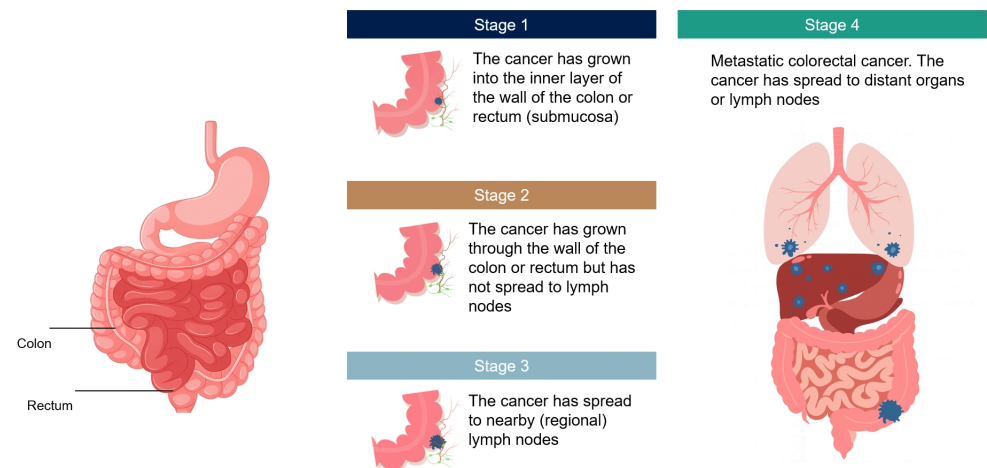 Colon
Rectum
Stage 1
The cancer has grown
into the inner layer of
the wall of the colon or
rectum (submucosa)
Stage 2
The cancer has grown
through the wall of the
colon or rectum but has
not spread to lymph
nodes
Stage 3
The cancer has spread
to nearby (regional)
lymph nodes
Stage 4
Metastatic colorectal cancer. The
cancer has spread to distant organs
or lymph nodes